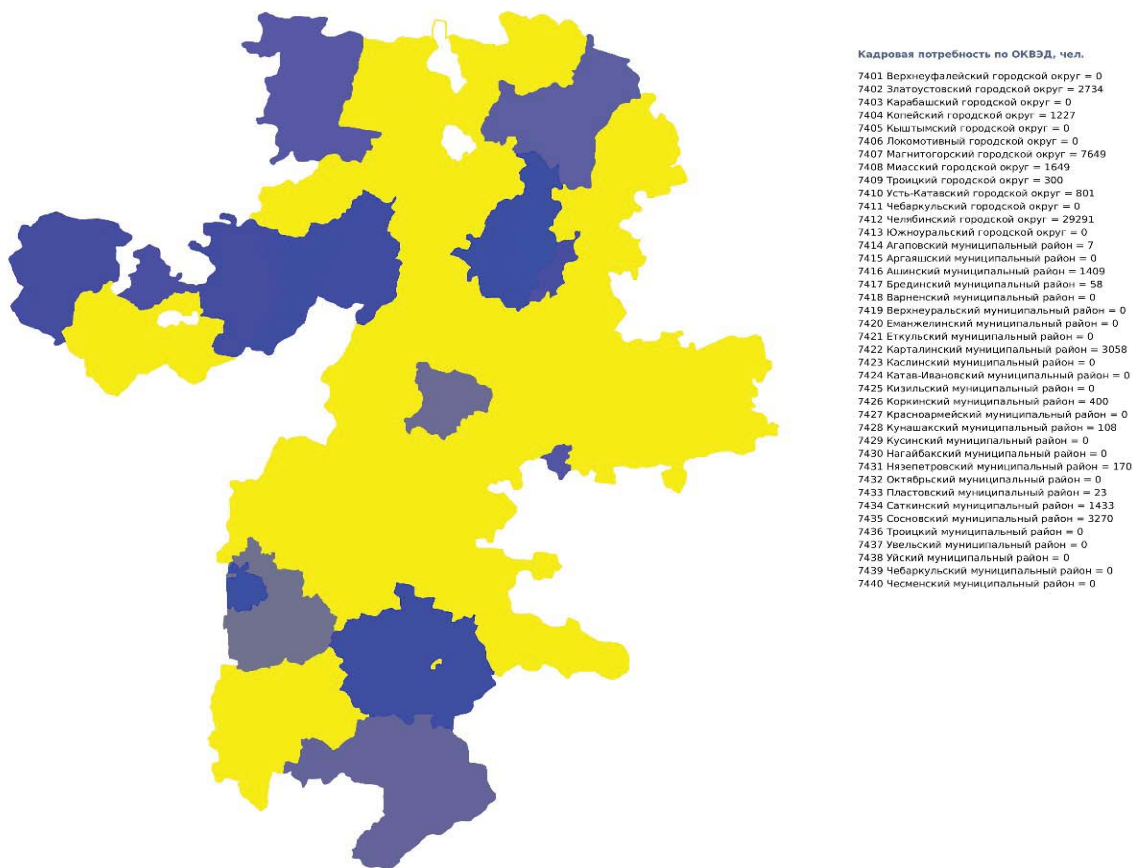 Кадровая потребность по ОКВЭД, чел.
7401 Верхнеуфалейский городской округ = 0
7402 Златоустовский городской округ = 2734
7403 Карабашский городской округ = 0
7404 Копейский городской округ = 1227
7405 Кыштымский городской округ = 0
7406 Локомотивный городской округ = 0
7407 Магнитогорский городской округ = 7649
7408 Миасский городской округ = 1649
7409 Троицкий городской округ = 300
7410 Усть-Катавский городской округ = 801
7411 Чебаркульский городской округ = 0
7412 Челябинский городской округ = 29291
7413 Южноуральский городской округ = 0
7414 Агаповский муниципальный район = 7
7415 Аргаяшский муниципальный район = 0
7416 Ашинский муниципальный район = 1409
7417 Брединский муниципальный район = 58
7418 Варненский муниципальный район = 0
7419 Верхнеуральский муниципальный район = 0
7420 Еманжелинский муниципальный район = 0
7421 Еткульский муниципальный район = 0
7422 Карталинский муниципальный район = 3058
7423 Каслинский муниципальный район = 0
7424 Катав-Ивановский муниципальный район = 0
7425 Кизильский муниципальный район = 0
7426 Коркинский муниципальный район = 400
7427 Красноармейский муниципальный район = 0
7428 Кунашакский муниципальный район = 108
7429 Кусинский муниципальный район = 0
7430 Нагайбакский муниципальный район = 0
7431 Нязепетровский муниципальный район = 170
7432 Октябрьский муниципальный район = 0
7433 Пластовский муниципальный район = 23
7434 Саткинский муниципальный район = 1433
7435 Сосновский муниципальный район = 3270
7436 Троицкий муниципальный район = 0
7437 Увельский муниципальный район = 0
7438 Уйский муниципальный район = 0
7439 Чебаркульский муниципальный район = 0
7440 Чесменский муниципальный район = 0